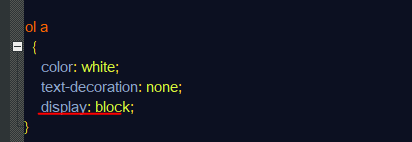 ol a
{
color: white;
text-decoration: none;
display: block;
}